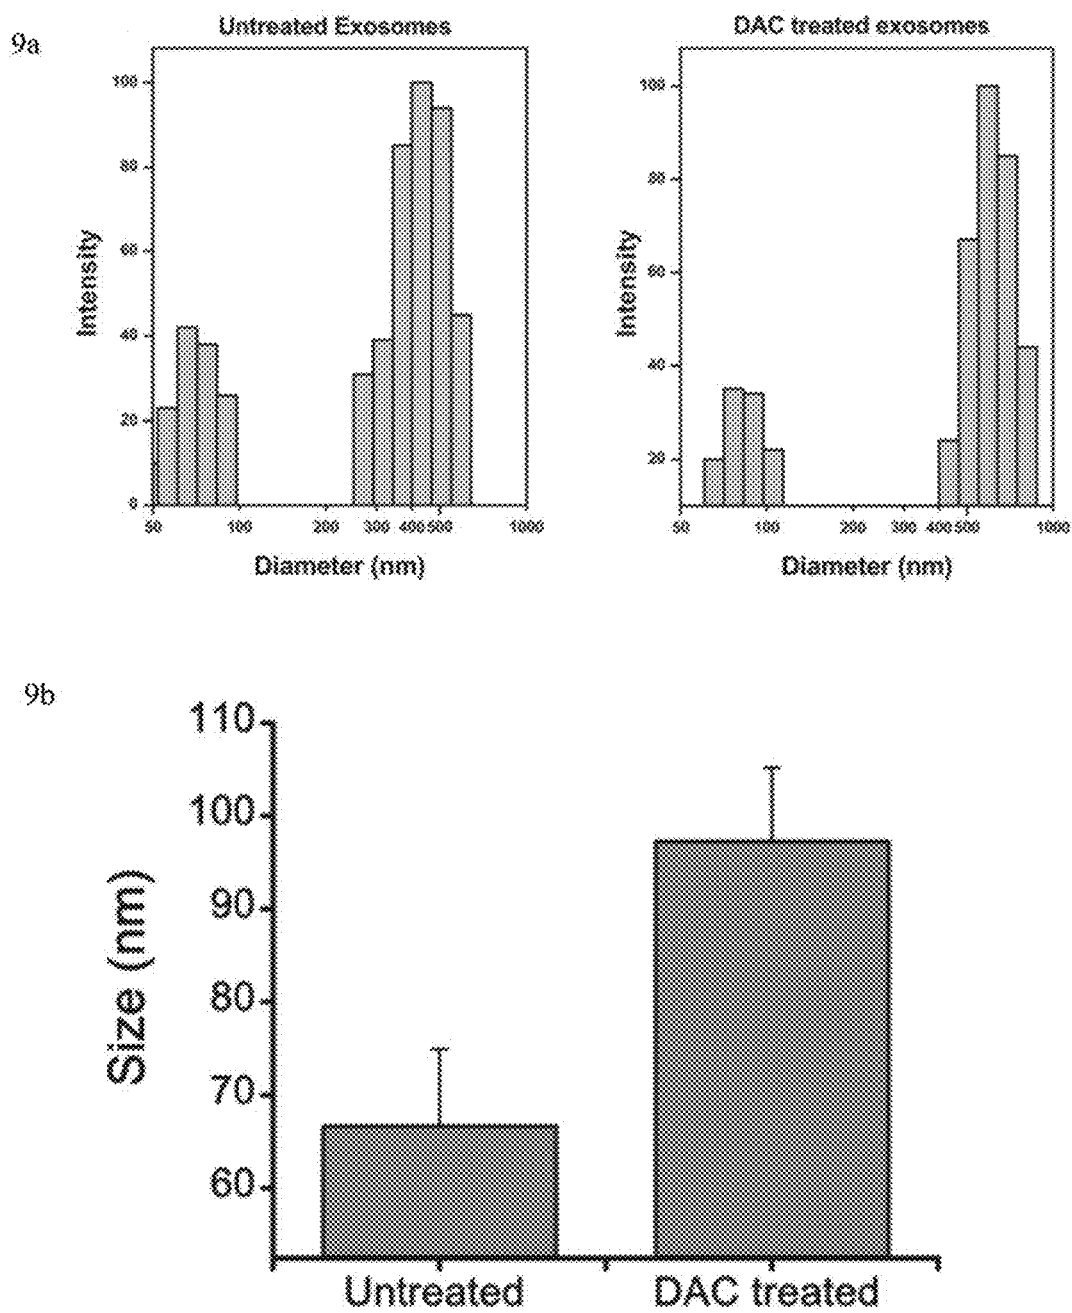 9a
Untreated Exosomes
100
80
60
40
20
0
Intensity
50 100 200 300 400 500 1000
Diameter (nm)
DAC treated exosomes
100
80
60
40
20
Intensity
50 100 200 300 400 500 1000
Diameter (nm)
9b
110
100
90
80
70
60
Size (nm)
Untreated DAC treated